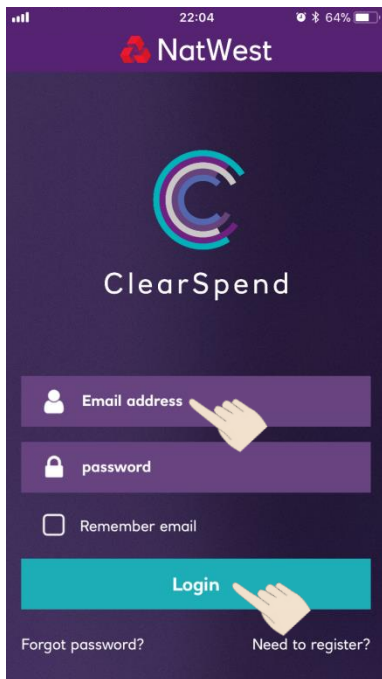 22:04
64%
NatWest
ClearSpend
Email address
password
Remember email
Login
Forgot password?
Need to register?